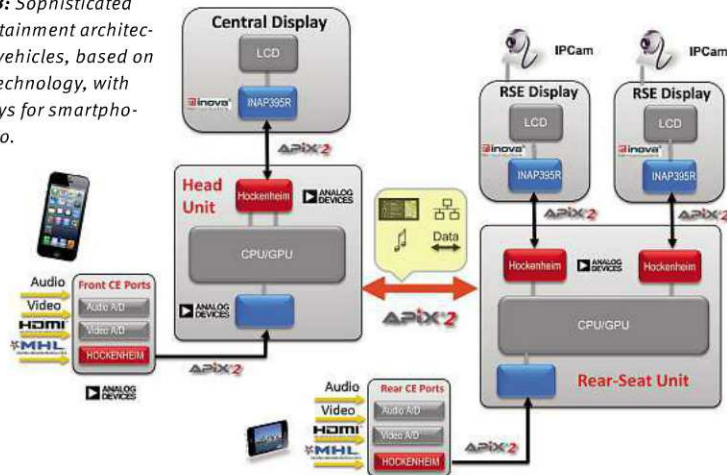 3: Sophisticated
tainment architec-
vehicles, based on
technology, with
ys for smartpho-
o.
Central Display
LCD
inova
INAP395R
APIX2
Head
Unit
Hockenheim
ANALOG
DEVICES
CPU/GPU
ANALOG
DEVICES
APIX2
Data
APIX2
IPCam
IPCam
RSE Display
RSE Display
LCD
LCD
inova
inova
INAP395R
INAP395R
APIX2
APIX2
Hockenheim
ANALOG
DEVICES
Hockenheim
CPU/GPU
Rear-Seat Unit
Audio
Video
HDMI
MHL
Front CE Ports
Audio A/D
Video A/D
HOCKENHEIM
ANALOG
DEVICES
Audio
Video
HDMI
MHL
Rear CE Ports
Audio A/D
Video A/D
HOCKENHEIM
APIX2